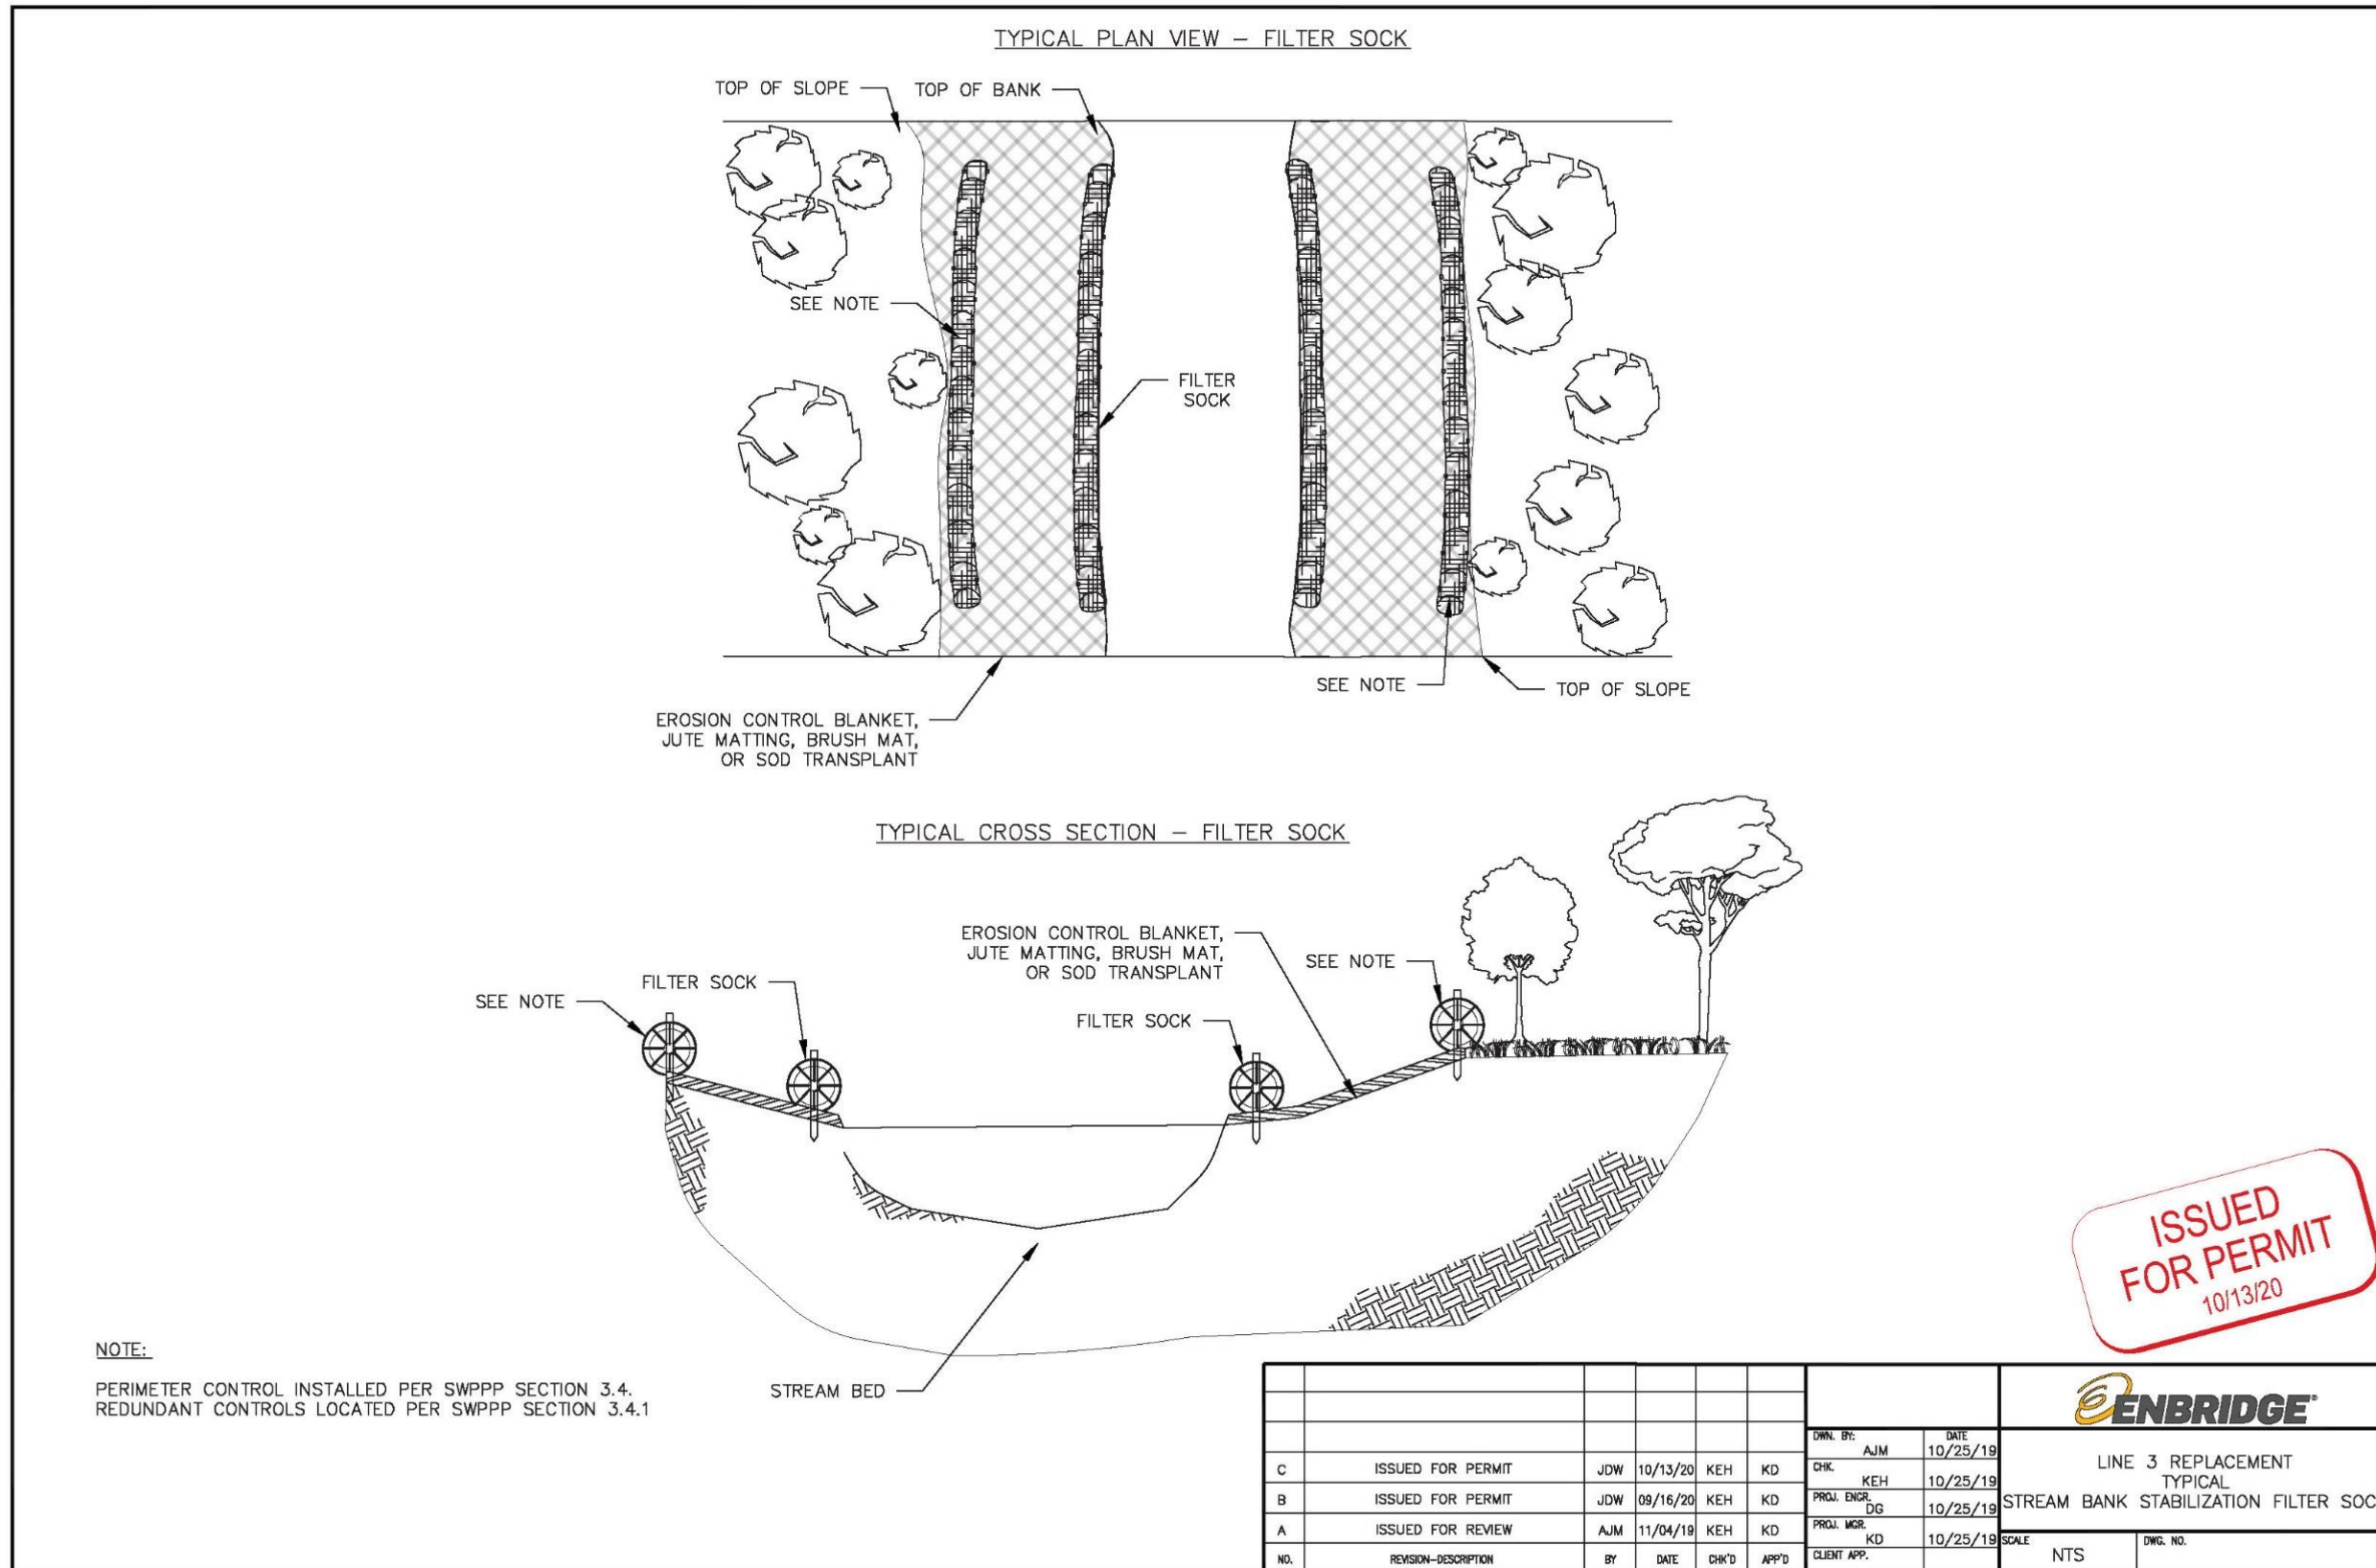 TYPICAL PLAN VIEW – FILTER SOCK
TOP OF SLOPE
TOP OF BANK
SEE NOTE
FILTER
SOCK
SEE NOTE
TOP OF SLOPE
EROSION CONTROL BLANKET,
JUTE MATTING, BRUSH MAT,
OR SOD TRANSPLANT
TYPICAL CROSS SECTION – FILTER SOCK
EROSION CONTROL BLANKET,
JUTE MATTING, BRUSH MAT,
OR SOD TRANSPLANT
SEE NOTE
FILTER SOCK
SEE NOTE
FILTER SOCK
STREAM BED
NOTE:
PERIMETER CONTROL INSTALLED PER SWPPP SECTION 3.4.
REDUNDANT CONTROLS LOCATED PER SWPPP SECTION 3.4.1
ISSUED
FOR PERMIT
10/13/20
C ISSUED FOR PERMIT JDW 10/13/20 KEH KD
B ISSUED FOR PERMIT JDW 09/16/20 KEH KD
A ISSUED FOR REVIEW AJM 11/04/19 KEH KD
NO. REVISION-DESCRIPTION BY DATE CHK'D APP'D
DWN. BY: DATE
AJM 10/25/19
CHK.
KEH 10/25/19
PROJ. ENGR.
DG 10/25/19
PROJ. MGR.
KD 10/25/19
CLIENT APP.
ENBRIDGE®
LINE 3 REPLACEMENT
TYPICAL
STREAM BANK STABILIZATION FILTER SOC
SCALE
NTS
DWG. NO.